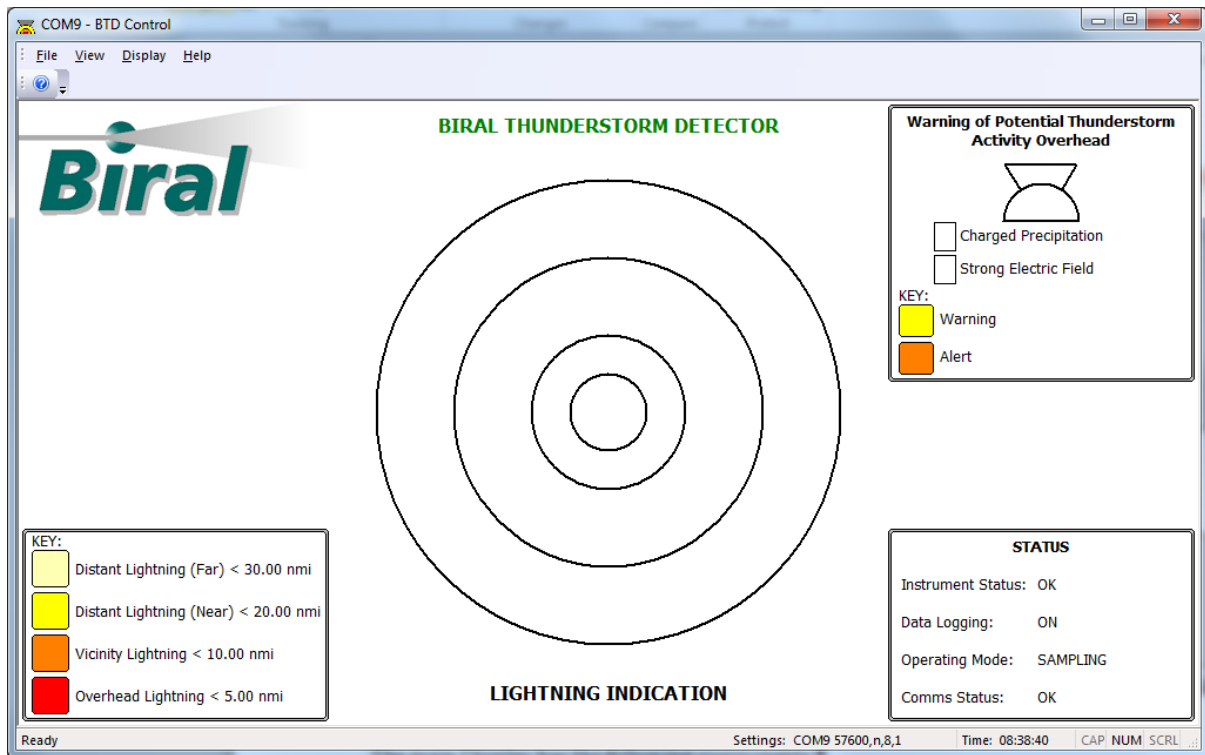 COM9 - BTD Control
File View Display Help
Biral
BIRAL THUNDERSTORM DETECTOR
Warning of Potential Thunderstorm
Activity Overhead
Charged Precipitation
Strong Electric Field
KEY:
Warning
Alert
KEY:
Distant Lightning (Far) < 30.00 nmi
Distant Lightning (Near) < 20.00 nmi
Vicinity Lightning < 10.00 nmi
Overhead Lightning < 5.00 nmi
LIGHTNING INDICATION
STATUS
Instrument Status: OK
Data Logging: ON
Operating Mode: SAMPLING
Comms Status: OK
Ready Settings: COM9 57600,n,8,1 Time: 08:38:40 CAP NUM SCRL